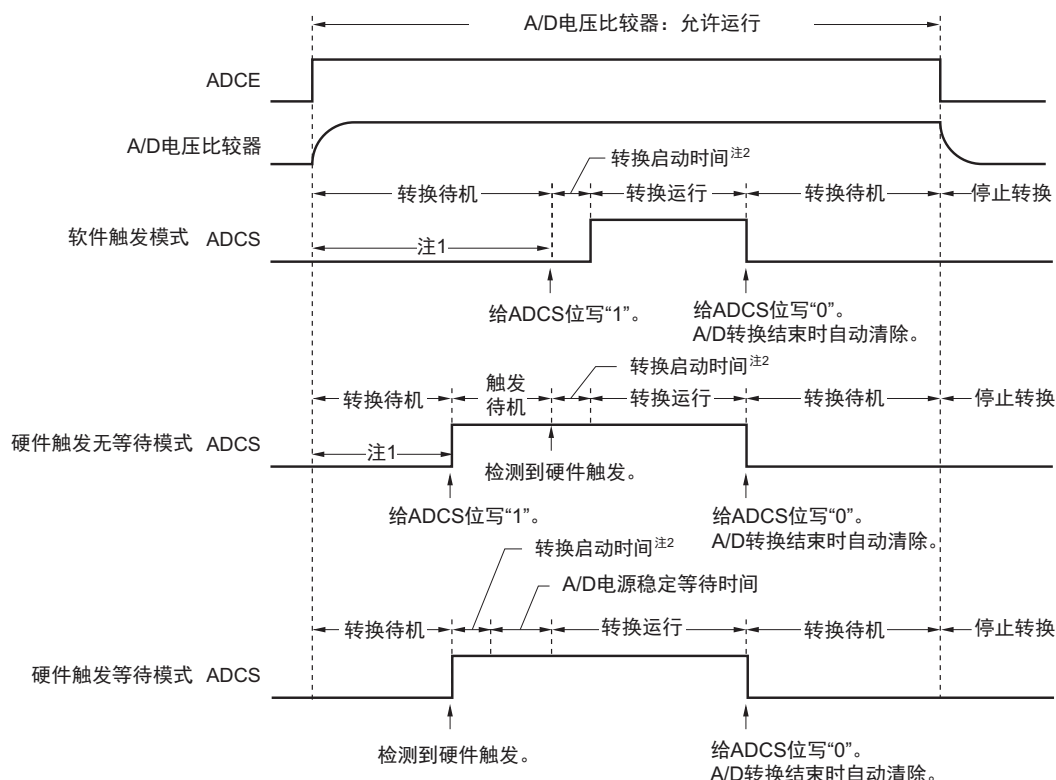 A/D电压比较器：允许运行
ADCE
A/D电压比较器
转换启动时间注2
转换待机 转换运行 转换待机 停止转换
软件触发模式 ADCS
注1
给ADCS位写“1”。
给ADCS位写“0”。
A/D转换结束时自动清除。
转换启动时间注2
转换待机 触发待机 转换运行 转换待机 停止转换
硬件触发无等待模式 ADCS
注1
检测到硬件触发。
给ADCS位写“1”。
给ADCS位写“0”。
A/D转换结束时自动清除。
转换启动时间注2
A/D电源稳定等待时间
转换待机 转换运行 转换待机 停止转换
硬件触发等待模式 ADCS
检测到硬件触发。
给ADCS位写“0”。
A/D转换结束时自动清除。